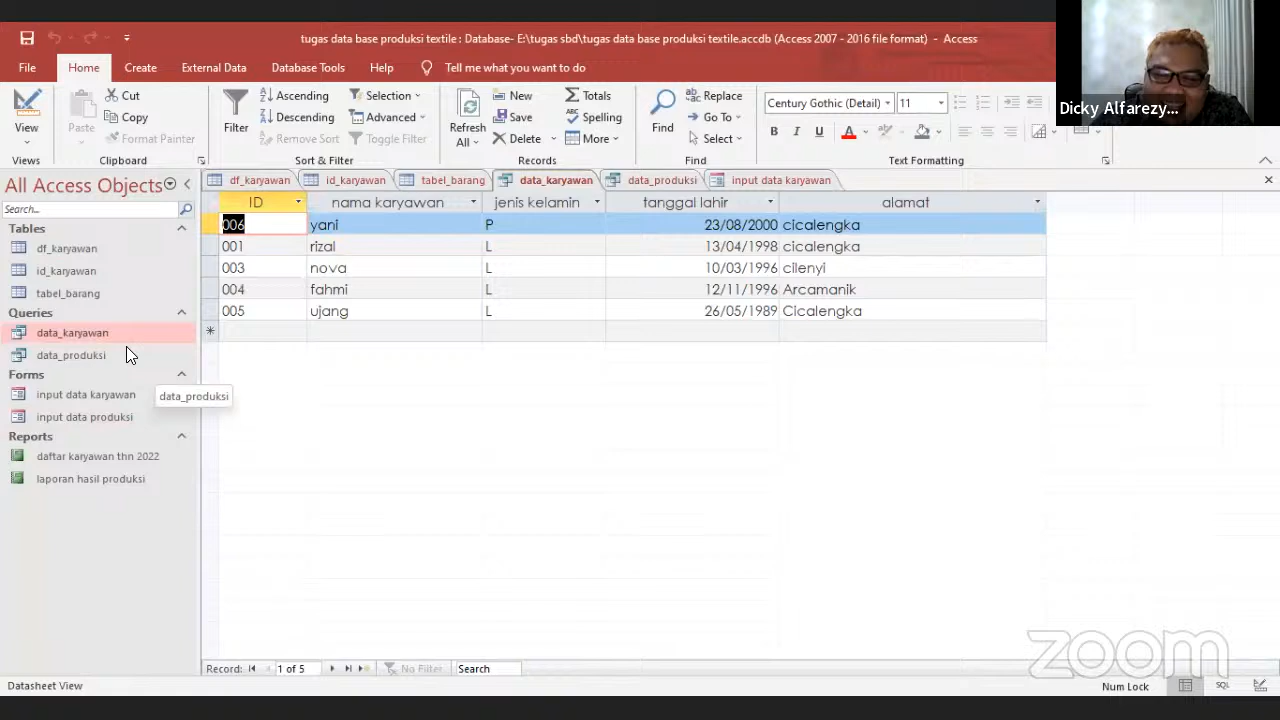 tugas data base produksi textile : Database- E:\tugas sbd\tugas data base produksi textile.accdb (Access 2007 - 2016 file format) - Access
File Home Create External Data Database Tools Help Tell me what you want to do
Dicky Alfarezy...
View
Views
Paste
Cut
Copy
Format Painter
Clipboard
Filter
Ascending
Descending
Remove Sort
Selection
Advanced
Toggle Filter
Sort & Filter
Refresh
All
New
Save
Delete
Totals
Spelling
More
Records
Find
Replace
Go To
Select
Find
Century Gothic (Detail) 11
B I U A
Text Formatting
All Access Objects
Search...
Tables
df_karyawan
id_karyawan
tabel_barang
Queries
data_karyawan
data_produksi
Forms
input data karyawan
data_produksi
input data produksi
Reports
daftar karyawan thn 2022
laporan hasil produksi
df_karyawan id_karyawan tabel_barang data_karyawan data_produksi input data karyawan
ID nama karyawan jenis kelamin tanggal lahir alamat
006 yani P 23/08/2000 cicalengka
001 rizal L 13/04/1998 cicalengka
003 nova L 10/03/1996 cilenyi
004 fahmi L 12/11/1996 Arcamanik
005 ujang L 26/05/1989 Cicalengka
Record: 1 of 5 No Filter Search
zoom
Datasheet View
Num Lock
SQL